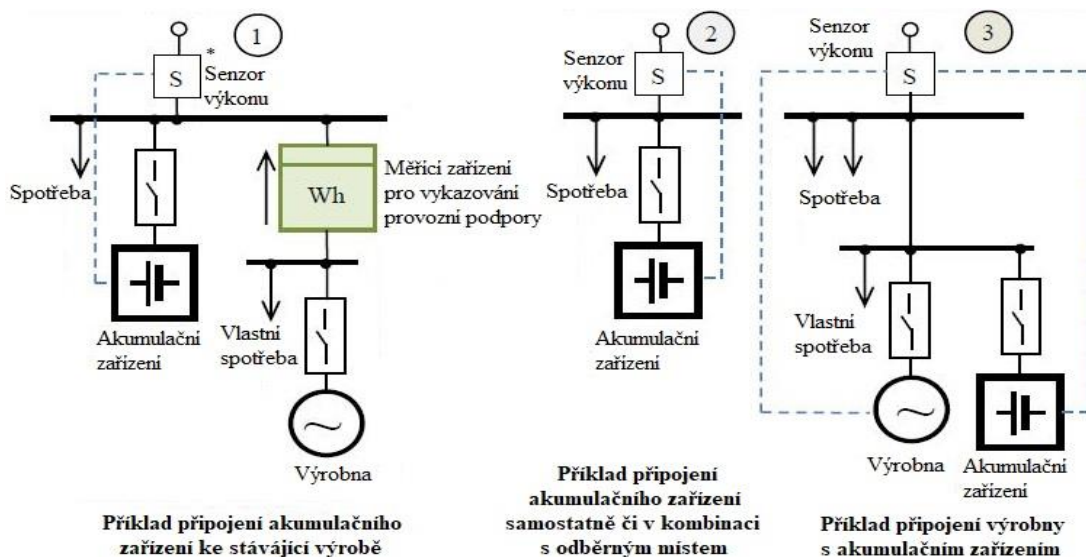 1
*
S
Senzor
výkonu
Spotřeba
Wh
Měřicí zařízení
pro vykazování
provozní podpory
Akumulační
zařízení
Vlastní
spotřeba
Výrobna
Příklad připojení akumulačního
zařízení ke stávající výrobě
2
Senzor
výkonu
S
Spotřeba
Akumulační
zařízení
Příklad připojení
akumulačního zařízení
samostatně či v kombinaci
s odběrným místem
3
Senzor
výkonu
S
Spotřeba
Vlastní
spotřeba
Výrobna
Akumulační
zařízení
Příklad připojení výrobny
s akumulačním zařízením